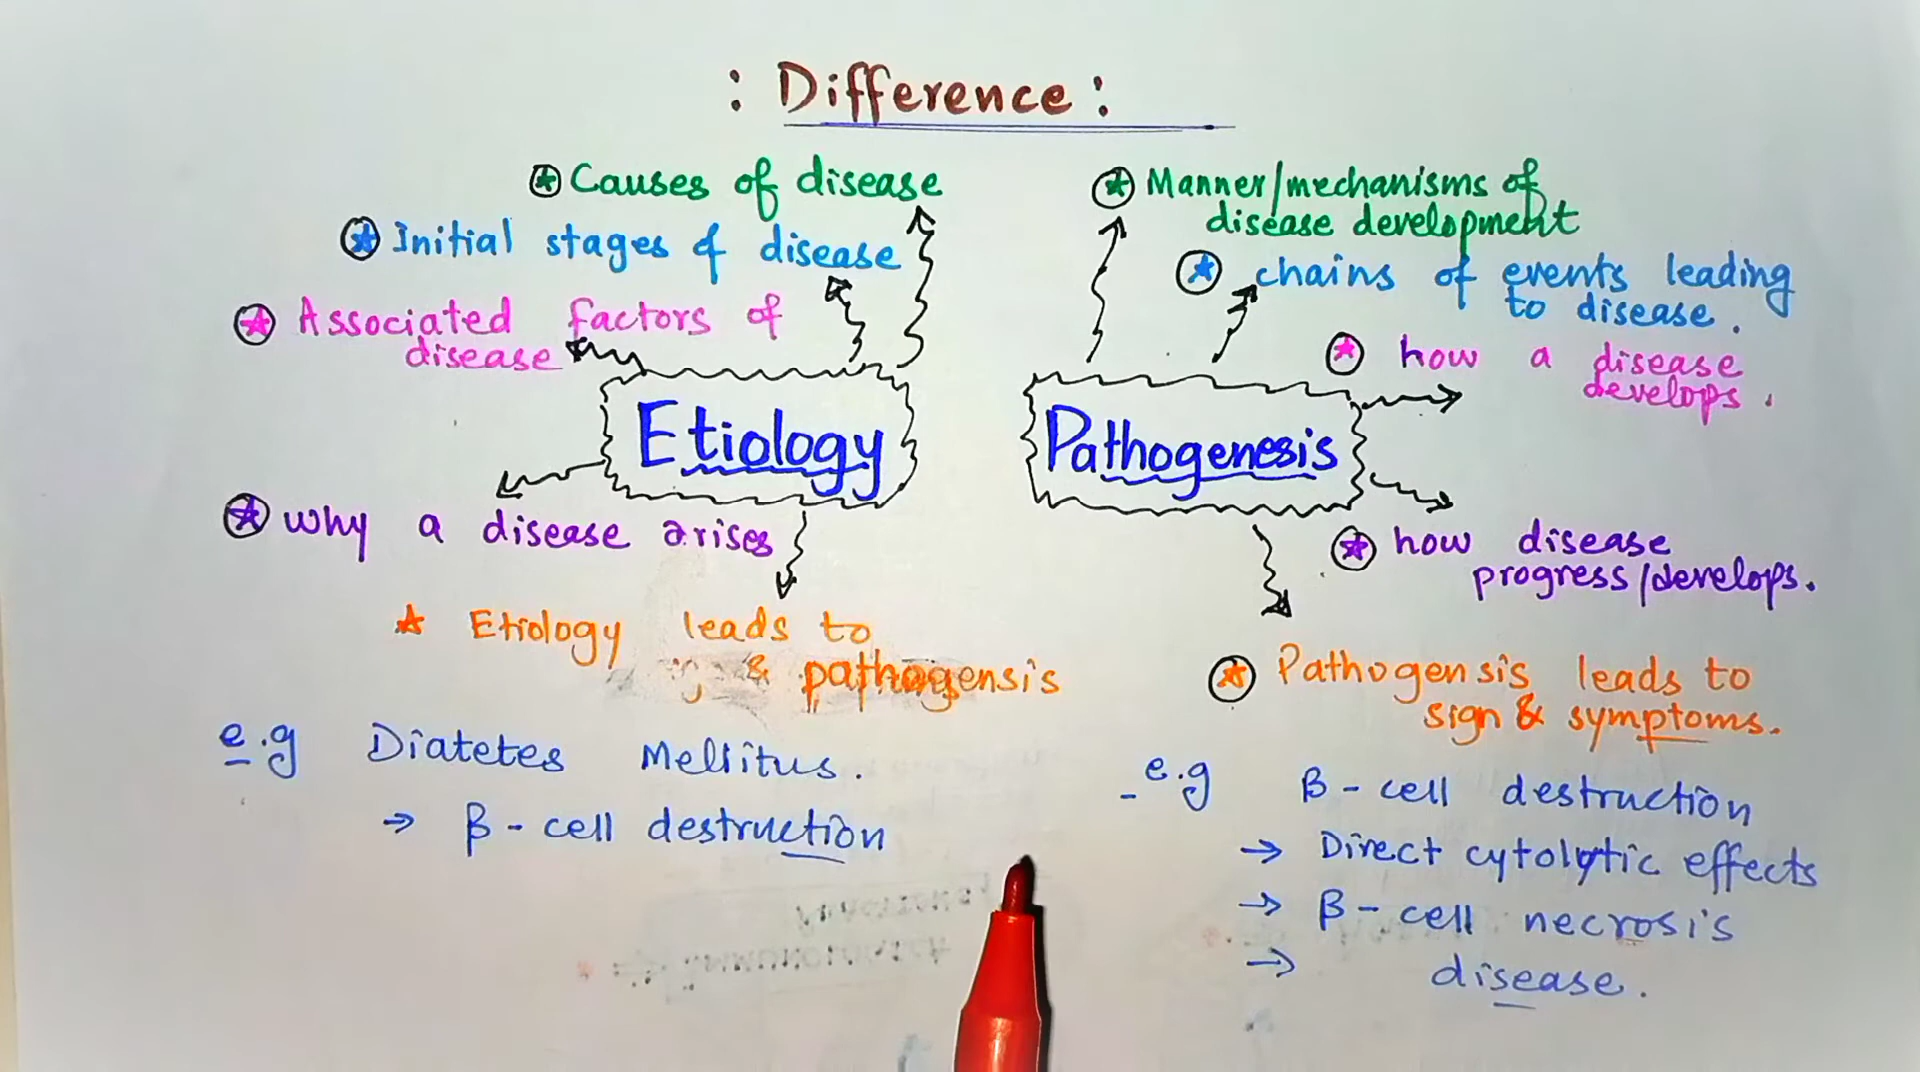 : Difference :
Causes of disease
Initial stages of disease
Associated factors of
disease
Etiology
why a disease arises
Etiology leads to
& pathogensis
e.g Diatetes Mellitus.
→ β-cell destruction
Manner/mechanisms of
disease development
chains of events leading
to disease.
how a disease
develops.
Pathogenesis
how disease
progress/develops.
Pathogensis leads to
sign & symptoms.
e.g β-cell destruction
→ Direct cytolytic effects
→ β-cell necrosis
→ disease.